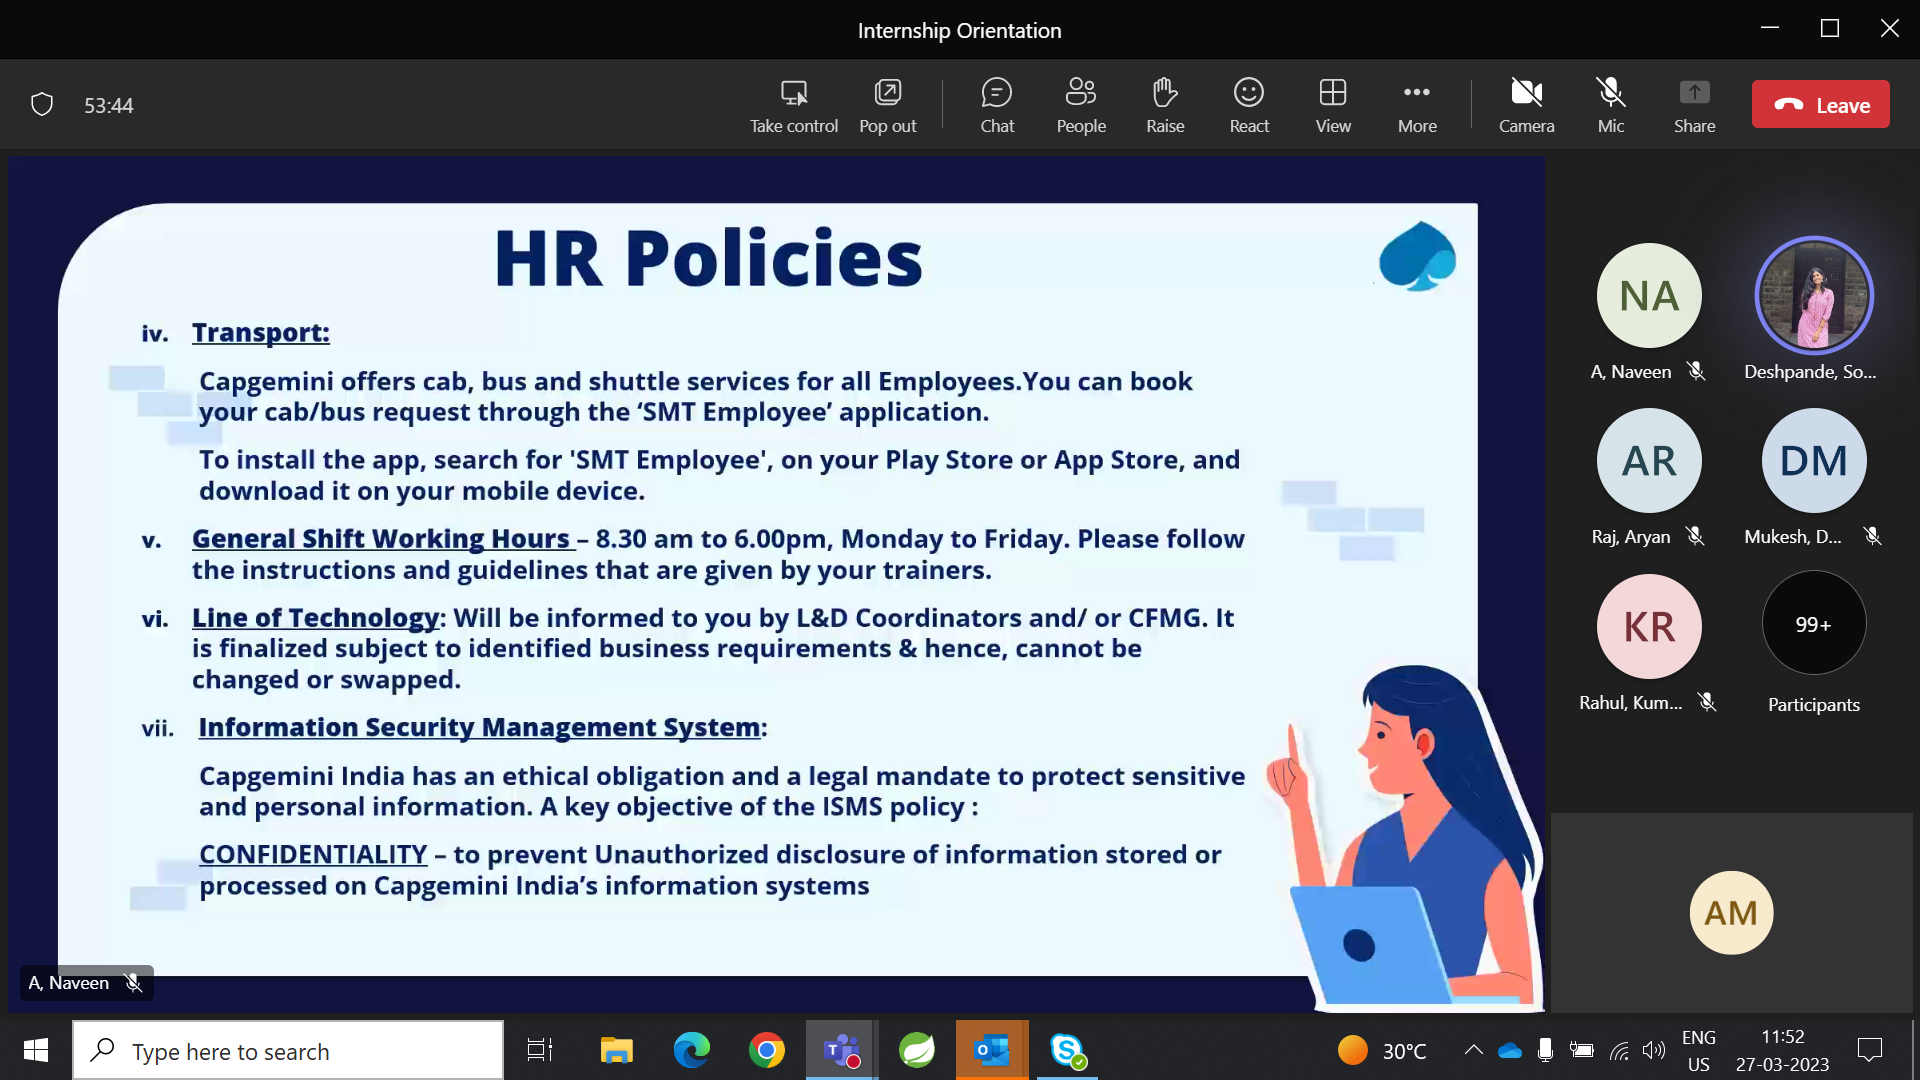 Internship Orientation
53:44
Take control
Pop out
Chat
People
Raise
React
View
More
Camera
Mic
Share
Leave
HR Policies
iv. Transport:
Capgemini offers cab, bus and shuttle services for all Employees.You can book
your cab/bus request through the ‘SMT Employee’ application.
To install the app, search for 'SMT Employee', on your Play Store or App Store, and
download it on your mobile device.
v. General Shift Working Hours – 8.30 am to 6.00pm, Monday to Friday. Please follow
the instructions and guidelines that are given by your trainers.
vi. Line of Technology: Will be informed to you by L&D Coordinators and/ or CFMG. It
is finalized subject to identified business requirements & hence, cannot be
changed or swapped.
vii. Information Security Management System:
Capgemini India has an ethical obligation and a legal mandate to protect sensitive
and personal information. A key objective of the ISMS policy :
CONFIDENTIALITY – to prevent Unauthorized disclosure of information stored or
processed on Capgemini India’s information systems
A, Naveen
NA
A, Naveen
Deshpande, So...
AR
Raj, Aryan
DM
Mukesh, D...
KR
Rahul, Kum...
99+
Participants
AM
Type here to search
30°C
ENG
US
11:52
27-03-2023